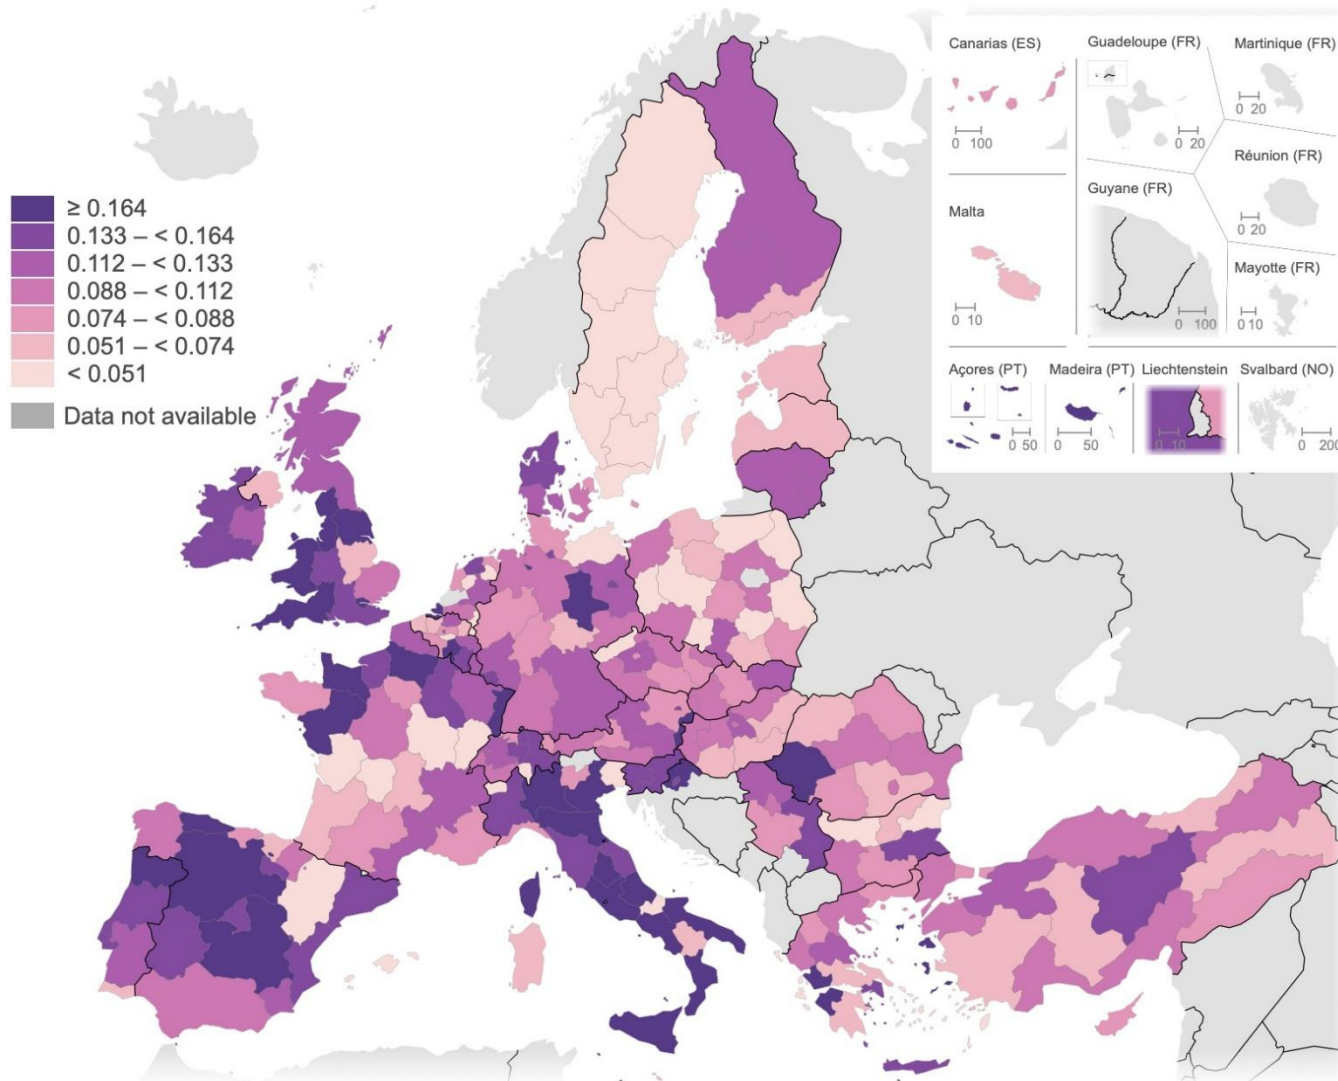 ≥ 0.164
0.133 – < 0.164
0.112 – < 0.133
0.088 – < 0.112
0.074 – < 0.088
0.051 – < 0.074
< 0.051
Data not available
Canarias (ES)
0 100
Guadeloupe (FR)
0 20
Martinique (FR)
0 20
Réunion (FR)
0 20
Guyane (FR)
0 100
Mayotte (FR)
0 10
Malta
0 10
Açores (PT)
0 50
Madeira (PT)
0 50
Liechtenstein
0 10
Svalbard (NO)
0 200